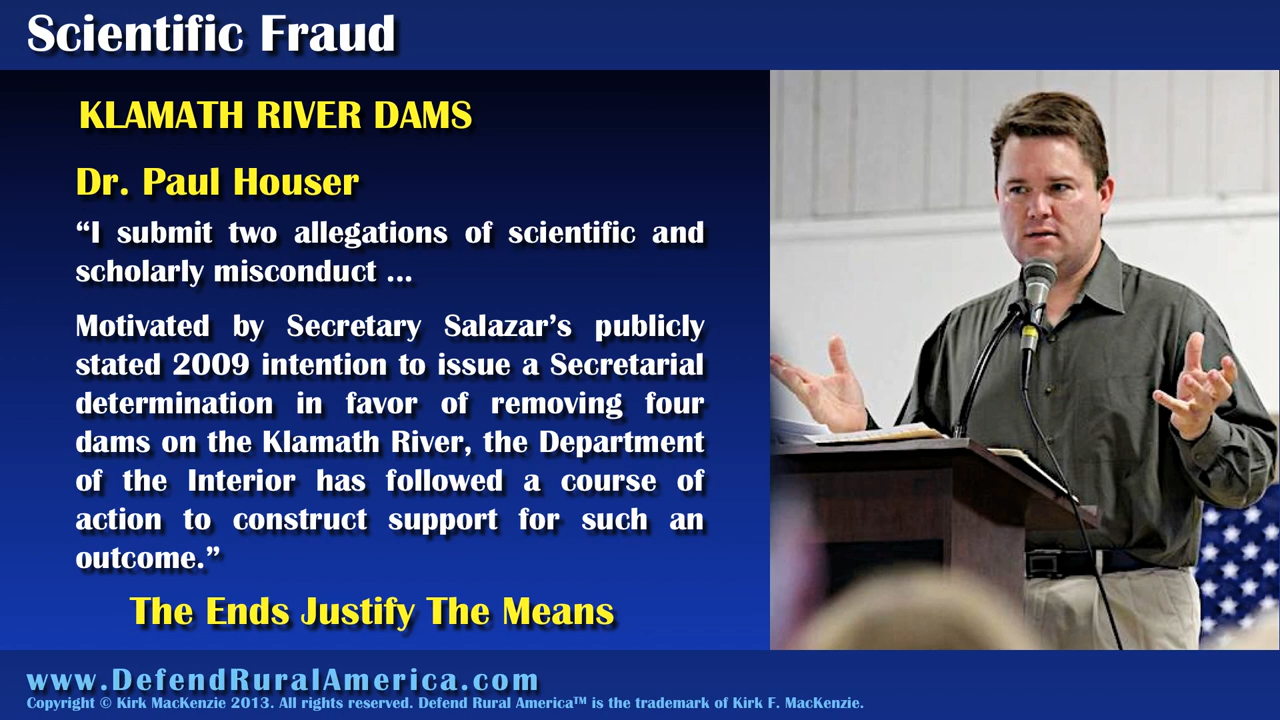 Scientific Fraud
KLAMATH RIVER DAMS
Dr. Paul Houser
“I submit two allegations of scientific and
scholarly misconduct ...
Motivated by Secretary Salazar’s publicly
stated 2009 intention to issue a Secretarial
determination in favor of removing four
dams on the Klamath River, the Department
of the Interior has followed a course of
action to construct support for such an
outcome.”
The Ends Justify The Means
www.DefendRuralAmerica.com
Copyright © Kirk MacKenzie 2013. All rights reserved. Defend Rural America™ is the trademark of Kirk F. MacKenzie.